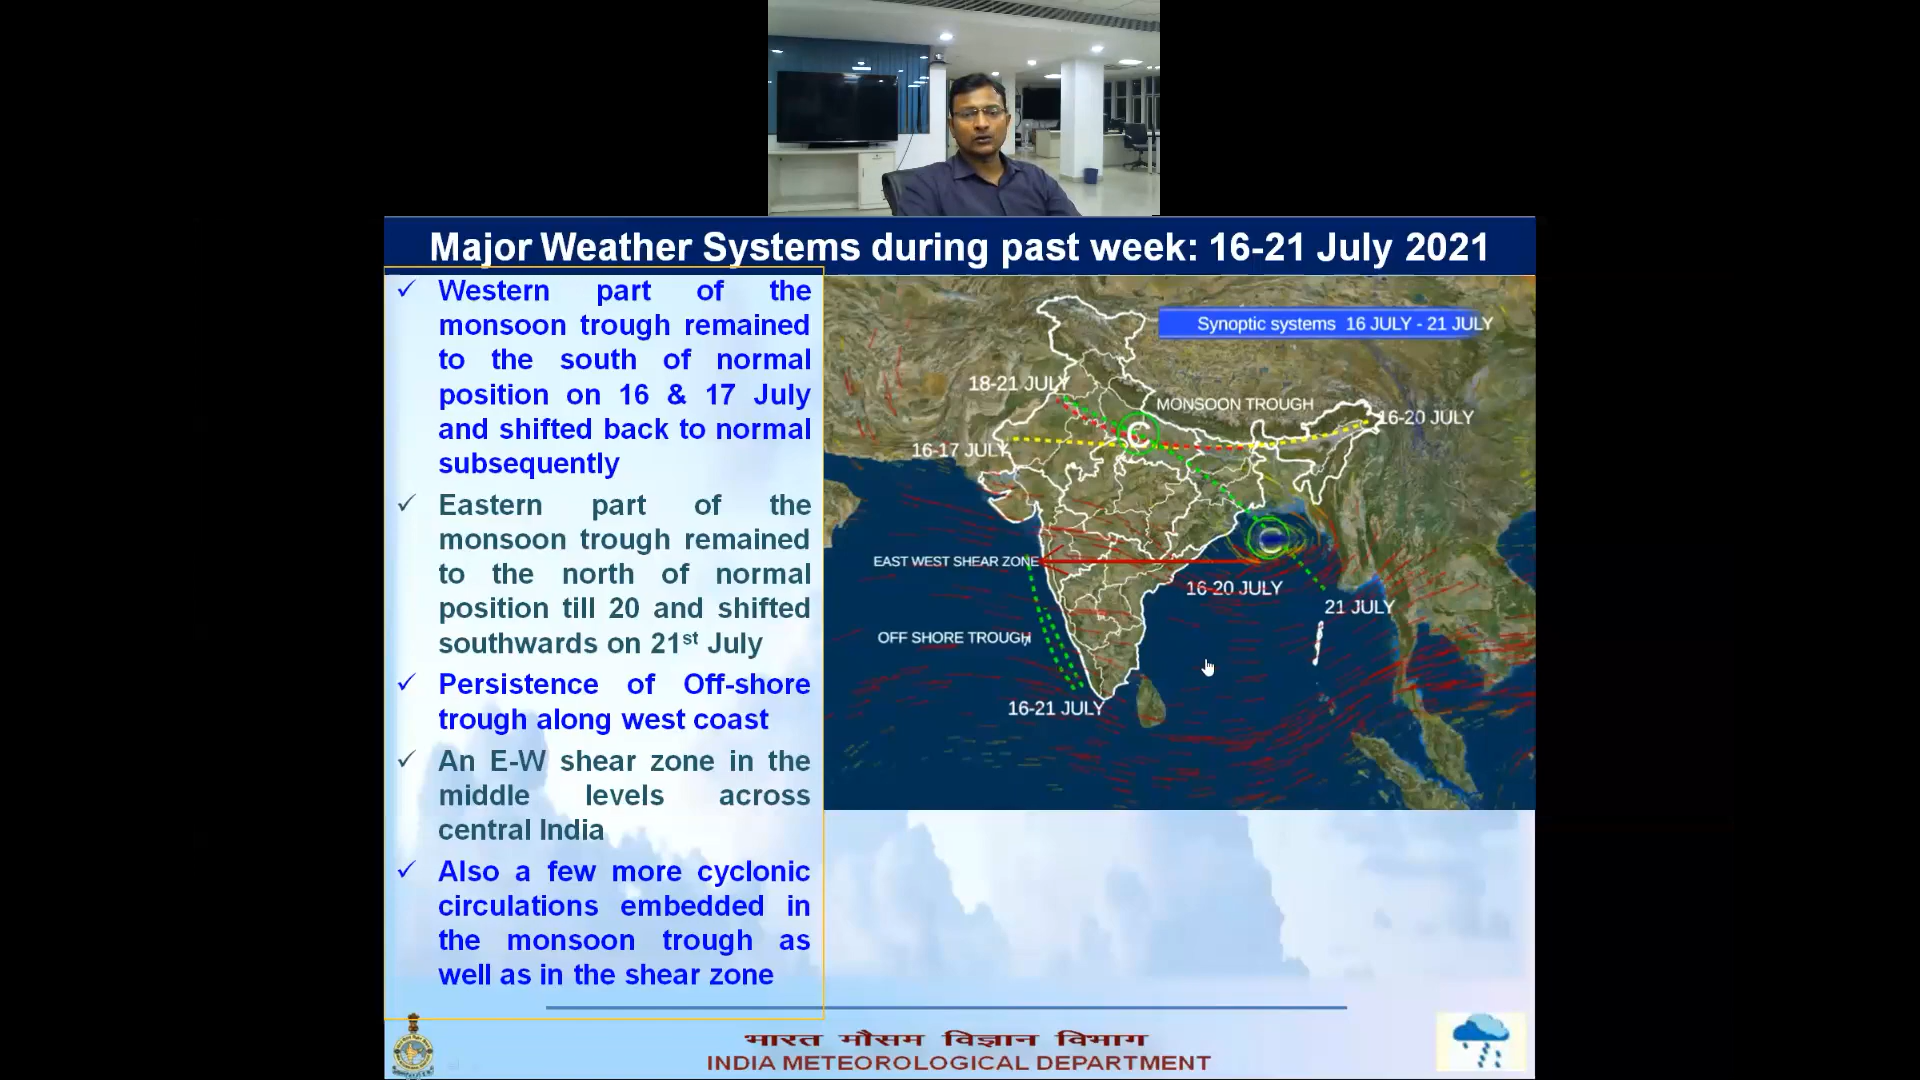 Major Weather Systems during past week: 16-21 July 2021
✓ Western part of the
monsoon trough remained
to the south of normal
position on 16 & 17 July
and shifted back to normal
subsequently
✓ Eastern part of the
monsoon trough remained
to the north of normal
position till 20 and shifted
southwards on 21st July
✓ Persistence of Off-shore
trough along west coast
✓ An E-W shear zone in the
middle levels across
central India
✓ Also a few more cyclonic
circulations embedded in
the monsoon trough as
well as in the shear zone
Synoptic systems 16 JULY - 21 JULY
18-21 JULY
MONSOON TROUGH
16-20 JULY
C
16-17 JULY
EAST WEST SHEAR ZONE
16-20 JULY
21 JULY
OFF SHORE TROUGH
16-21 JULY
भारत मौसम विज्ञान विभाग
INDIA METEOROLOGICAL DEPARTMENT